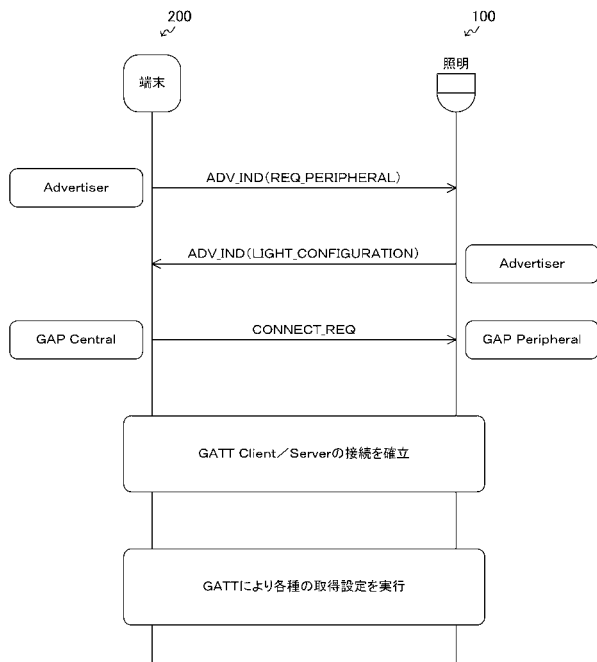 200
100
端末
照明
Advertiser
ADV_IND(REQ_PERIPHERAL)
ADV_IND(LIGHT_CONFIGURATION)
Advertiser
GAP Central
CONNECT_REQ
GAP Peripheral
GATT Client／Serverの接続を確立
GATTにより各種の取得設定を実行